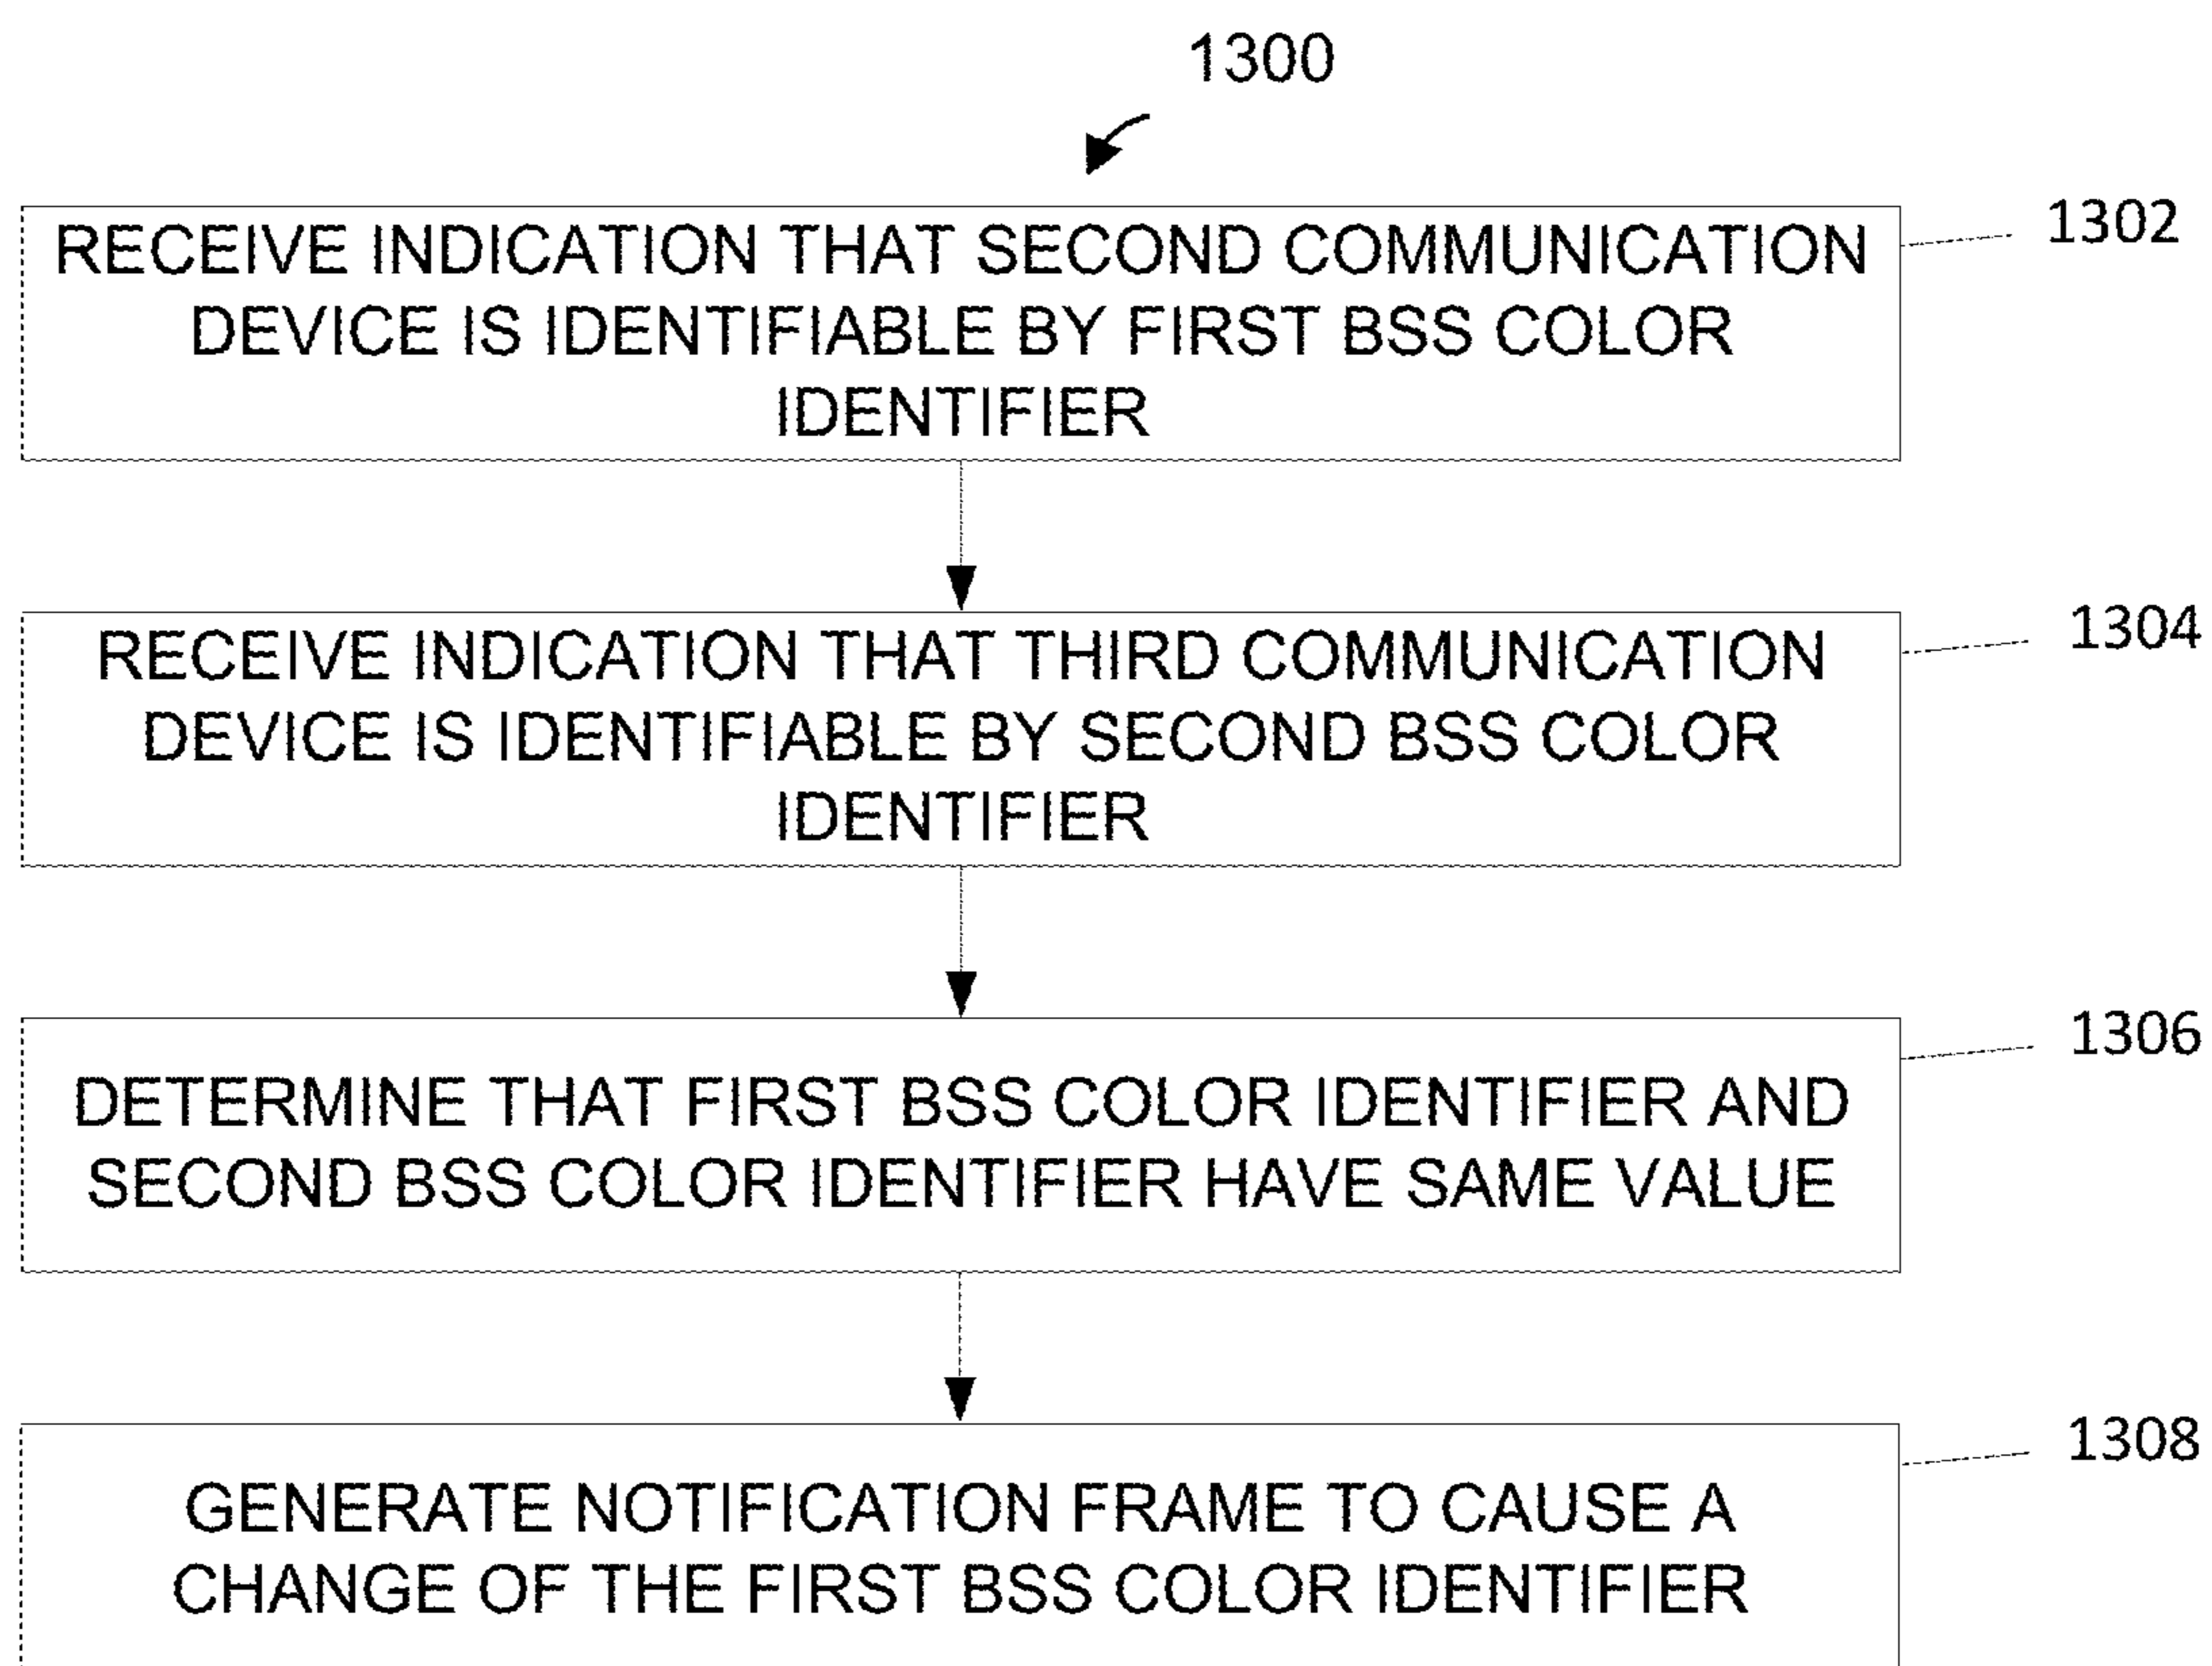 1300
1302
RECEIVE INDICATION THAT SECOND COMMUNICATION
DEVICE IS IDENTIFIABLE BY FIRST BSS COLOR
IDENTIFIER
1304
RECEIVE INDICATION THAT THIRD COMMUNICATION
DEVICE IS IDENTIFIABLE BY SECOND BSS COLOR
IDENTIFIER
1306
DETERMINE THAT FIRST BSS COLOR IDENTIFIER AND
SECOND BSS COLOR IDENTIFIER HAVE SAME VALUE
1308
GENERATE NOTIFICATION FRAME TO CAUSE A
CHANGE OF THE FIRST BSS COLOR IDENTIFIER